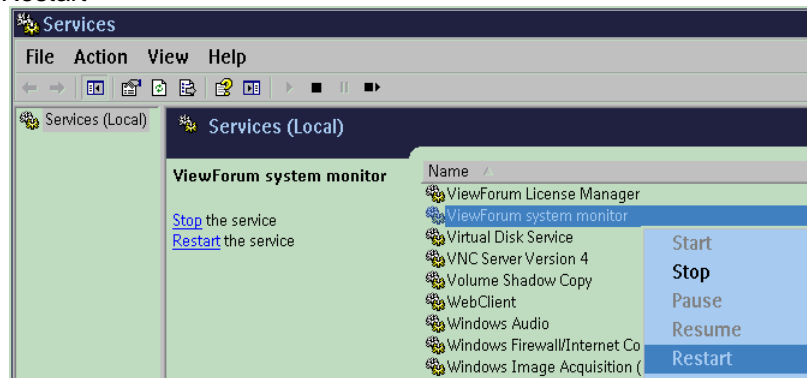 Restart
Services
File Action View Help
Services (Local)
Services (Local)
ViewForum system monitor
Stop the service
Restart the service
Name
ViewForum License Manager
ViewForum system monitor
Virtual Disk Service
VNC Server Version 4
Volume Shadow Copy
WebClient
Windows Audio
Windows Firewall/Internet Co
Windows Image Acquisition (
Start
Stop
Pause
Resume
Restart